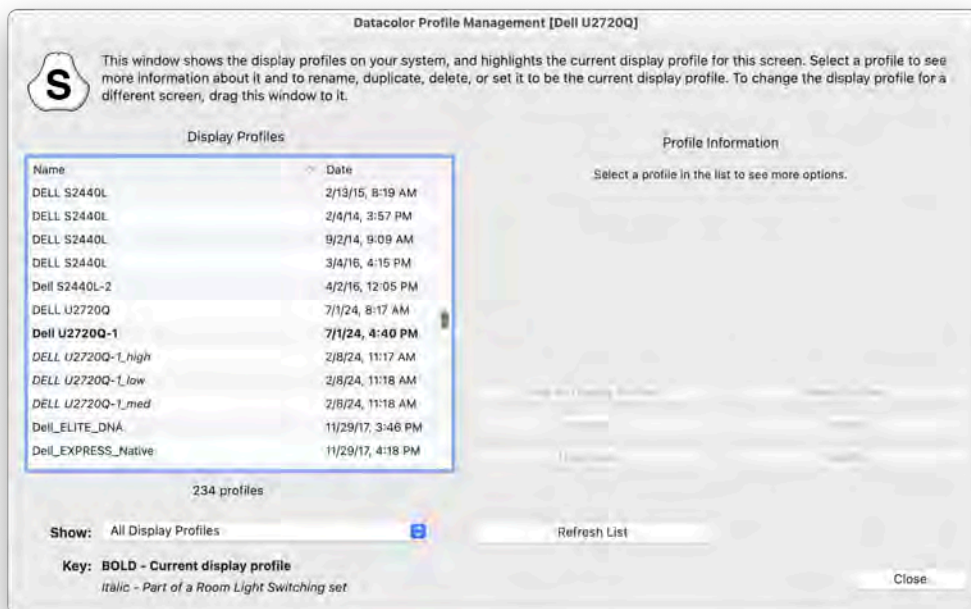 Datacolor Profile Management [Dell U2720Q]
S
This window shows the display profiles on your system, and highlights the current display profile for this screen. Select a profile to see
more information about it and to rename, duplicate, delete, or set it to be the current display profile. To change the display profile for a
different screen, drag this window to it.
Display Profiles
Profile Information
Select a profile in the list to see more options.
Name Date
DELL S2440L 2/13/15, 8:19 AM
DELL S2440L 2/4/14, 3:57 PM
DELL S2440L 9/2/14, 9:09 AM
DELL S2440L 3/4/16, 4:15 PM
Dell S2440L-2 4/2/16, 12:05 PM
DELL U2720Q 7/1/24, 8:17 AM
Dell U2720Q-1 7/1/24, 4:40 PM
DELL U2720Q-1_high 2/8/24, 11:17 AM
DELL U2720Q-1_low 2/8/24, 11:18 AM
DELL U2720Q-1_med 2/8/24, 11:18 AM
Dell_ELITE_DNA 11/29/17, 3:46 PM
Dell_EXPRESS_Native 11/29/17, 4:18 PM
234 profiles
Show: All Display Profiles
Refresh List
Key: BOLD - Current display profile
Italic - Part of a Room Light Switching set
Close